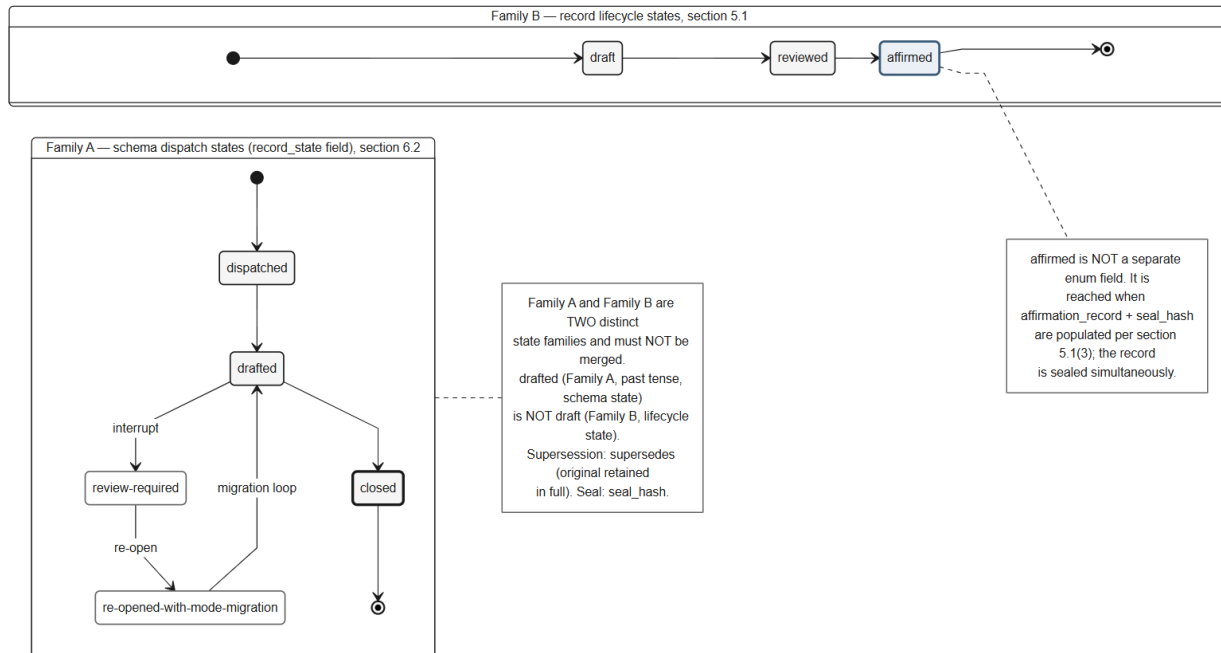 Family B — record lifecycle states, section 5.1
draft
reviewed
affirmed
Family A — schema dispatch states (record_state field), section 6.2
dispatched
drafted
interrupt
review-required
migration loop
closed
re-open
re-opened-with-mode-migration
Family A and Family B are
TWO distinct
state families and must NOT be
merged.
drafted (Family A, past tense,
schema state)
is NOT draft (Family B, lifecycle
state).
Supersession: supersedes
(original retained
in full). Seal: seal_hash.
affirmed is NOT a separate
enum field. It is
reached when
affirmation_record + seal_hash
are populated per section
5.1(3); the record
is sealed simultaneously.